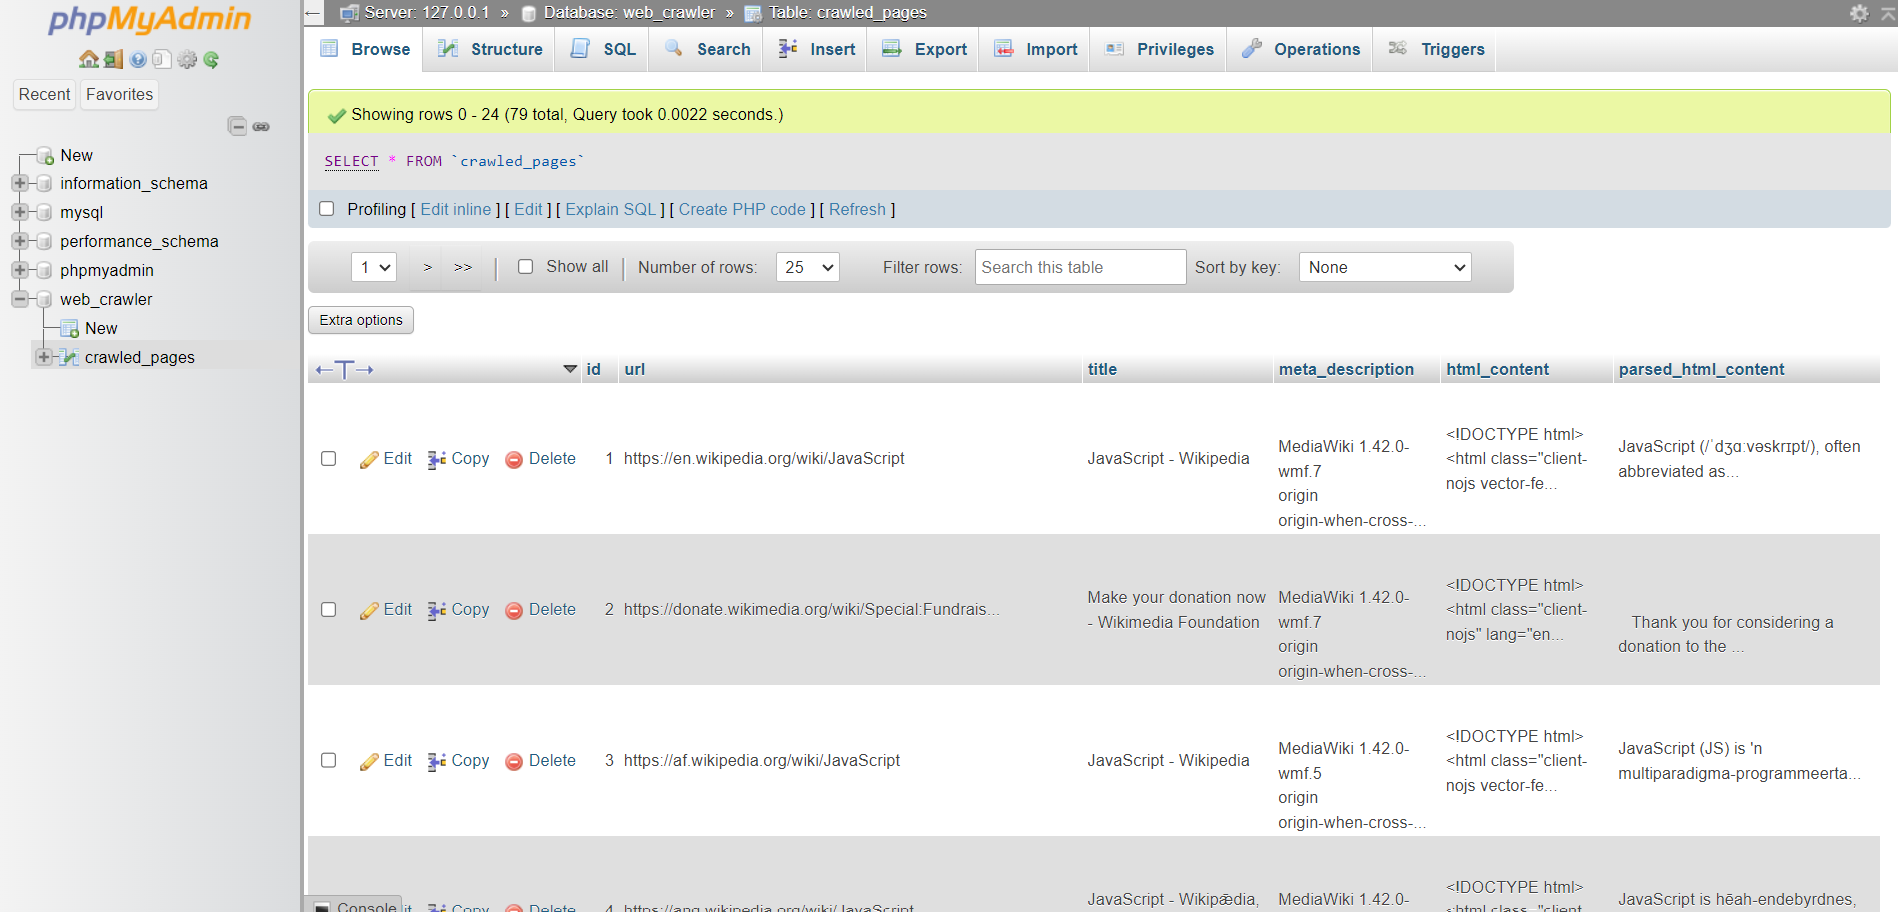 phpMyAdmin
Recent Favorites
New
information_schema
mysql
performance_schema
phpmyadmin
web_crawler
New
crawled_pages
Server: 127.0.0.1 » Database: web_crawler » Table: crawled_pages
Browse Structure SQL Search Insert Export Import Privileges Operations Triggers
Showing rows 0 - 24 (79 total, Query took 0.0022 seconds.)
SELECT * FROM `crawled_pages`
Profiling [ Edit inline ] [ Edit ] [ Explain SQL ] [ Create PHP code ] [ Refresh ]
1 > >> | Show all | Number of rows: 25 Filter rows: Search this table Sort by key: None
Extra options
←T→ id url title meta_description html_content parsed_html_content
Edit Copy Delete 1 https://en.wikipedia.org/wiki/JavaScript
JavaScript - Wikipedia
MediaWiki 1.42.0-
wmf.7
origin
origin-when-cross-...
<!DOCTYPE html>
<html class="client-
nojs vector-fe...
JavaScript (/ˈdʒɑːvəskrɪpt/), often
abbreviated as...
Edit Copy Delete 2 https://donate.wikimedia.org/wiki/Special:Fundrais...
Make your donation now
- Wikimedia Foundation
MediaWiki 1.42.0-
wmf.7
origin
origin-when-cross-...
<!DOCTYPE html>
<html class="client-
nojs" lang="en...
Thank you for considering a
donation to the ...
Edit Copy Delete 3 https://af.wikipedia.org/wiki/JavaScript
JavaScript - Wikipedia
MediaWiki 1.42.0-
wmf.5
origin
origin-when-cross-...
<!DOCTYPE html>
<html class="client-
nojs vector-fe...
JavaScript (JS) is 'n
multiparadigma-programmeerta...
Console Copy Delete 4 https://ang.wikipedia.org/wiki/JavaScript
JavaScript - Wikipǣdia,
MediaWiki 1.42.0-
<!DOCTYPE html>
<html class="client-
JavaScript is hēah-endebyrdnes,